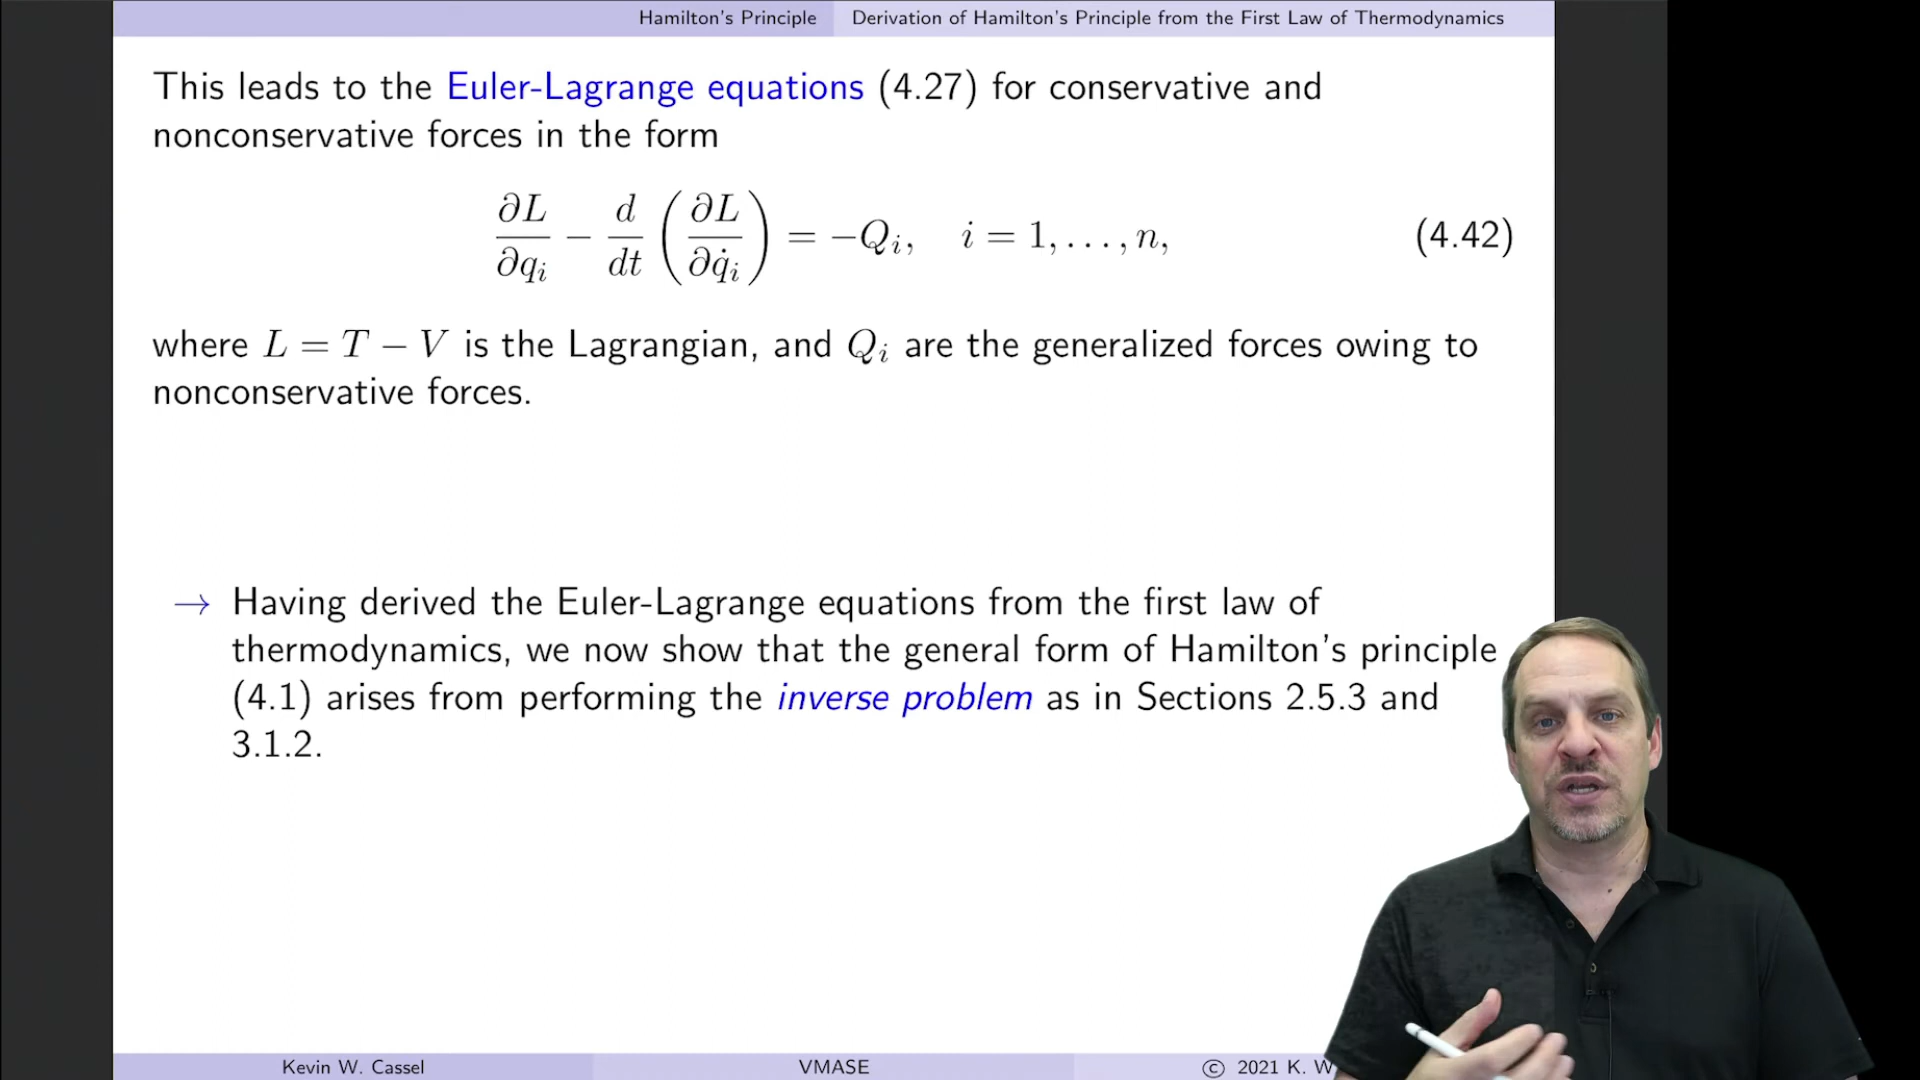 Hamilton's Principle Derivation of Hamilton's Principle from the First Law of Thermodynamics
This leads to the Euler-Lagrange equations (4.27) for conservative and
nonconservative forces in the form
∂L/∂qᵢ − d/dt (∂L/∂q̇ᵢ) = −Qᵢ, i = 1, . . . , n, (4.42)
where L = T − V is the Lagrangian, and Qᵢ are the generalized forces owing to
nonconservative forces.
→ Having derived the Euler-Lagrange equations from the first law of
thermodynamics, we now show that the general form of Hamilton's principle
(4.1) arises from performing the inverse problem as in Sections 2.5.3 and
3.1.2.
Kevin W. Cassel VMASE © 2021 K. W